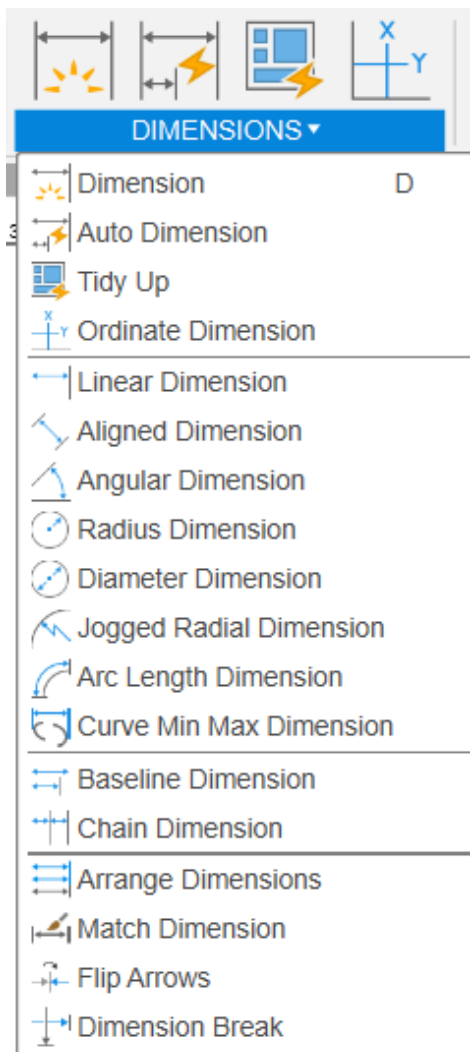 X
Y
DIMENSIONS
Dimension D
Auto Dimension
3
Tidy Up
X
Y
Ordinate Dimension
Linear Dimension
Aligned Dimension
Angular Dimension
Radius Dimension
Diameter Dimension
Jogged Radial Dimension
Arc Length Dimension
Curve Min Max Dimension
Baseline Dimension
Chain Dimension
Arrange Dimensions
Match Dimension
Flip Arrows
Dimension Break